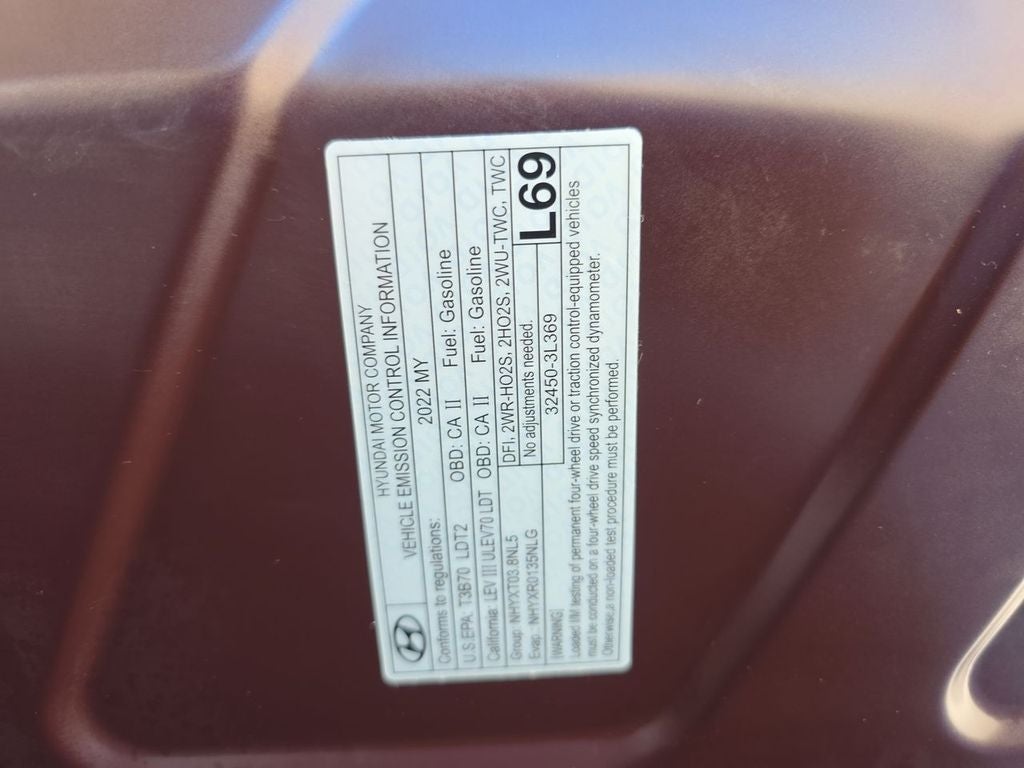 HYUNDAI MOTOR COMPANY
VEHICLE EMISSION CONTROL INFORMATION
Conforms to regulations: 2022 MY
U.S.EPA: T3B70 LDT2 OBD: CA II Fuel: Gasoline
California: LEV III ULEV70 LDT OBD: CA II Fuel: Gasoline
Group: NHYXT03.8NL5 DFI, 2WR-HO2S, 2HO2S, 2WU-TWC, TWC
Evap: NHYXR0135NLG No adjustments needed. L69
32450-3L369
[WARNING]
Loaded I/M testing of permanent four-wheel drive or traction control-equipped vehicles
must be conducted on a four-wheel drive speed synchronized dynamometer.
Otherwise,a non-loaded test procedure must be performed.